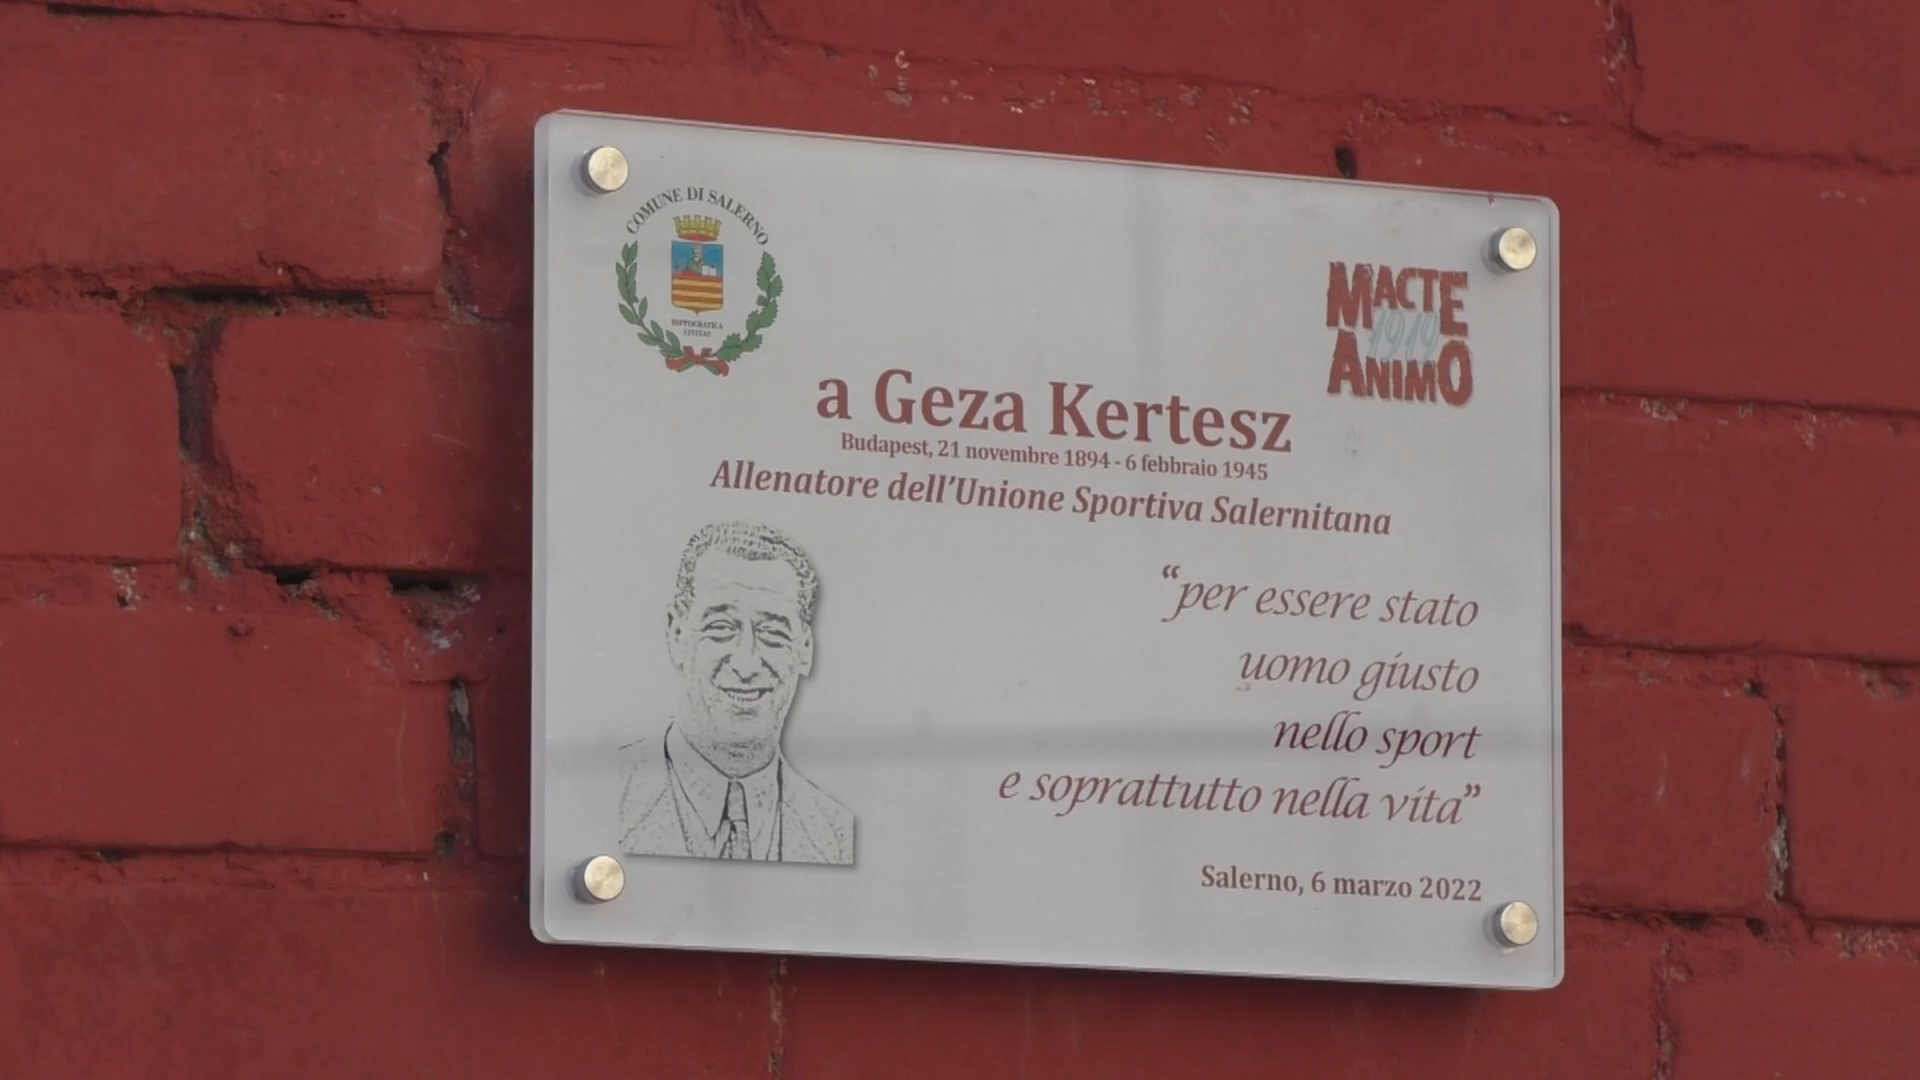 COMUNE DI SALERNO
HIPPOCRATICA
CIVITAS
MACTE
1919
ANIMO
a Geza Kertesz
Budapest, 21 novembre 1894 - 6 febbraio 1945
Allenatore dell'Unione Sportiva Salernitana
"per essere stato
uomo giusto
nello sport
e soprattutto nella vita"
Salerno, 6 marzo 2022